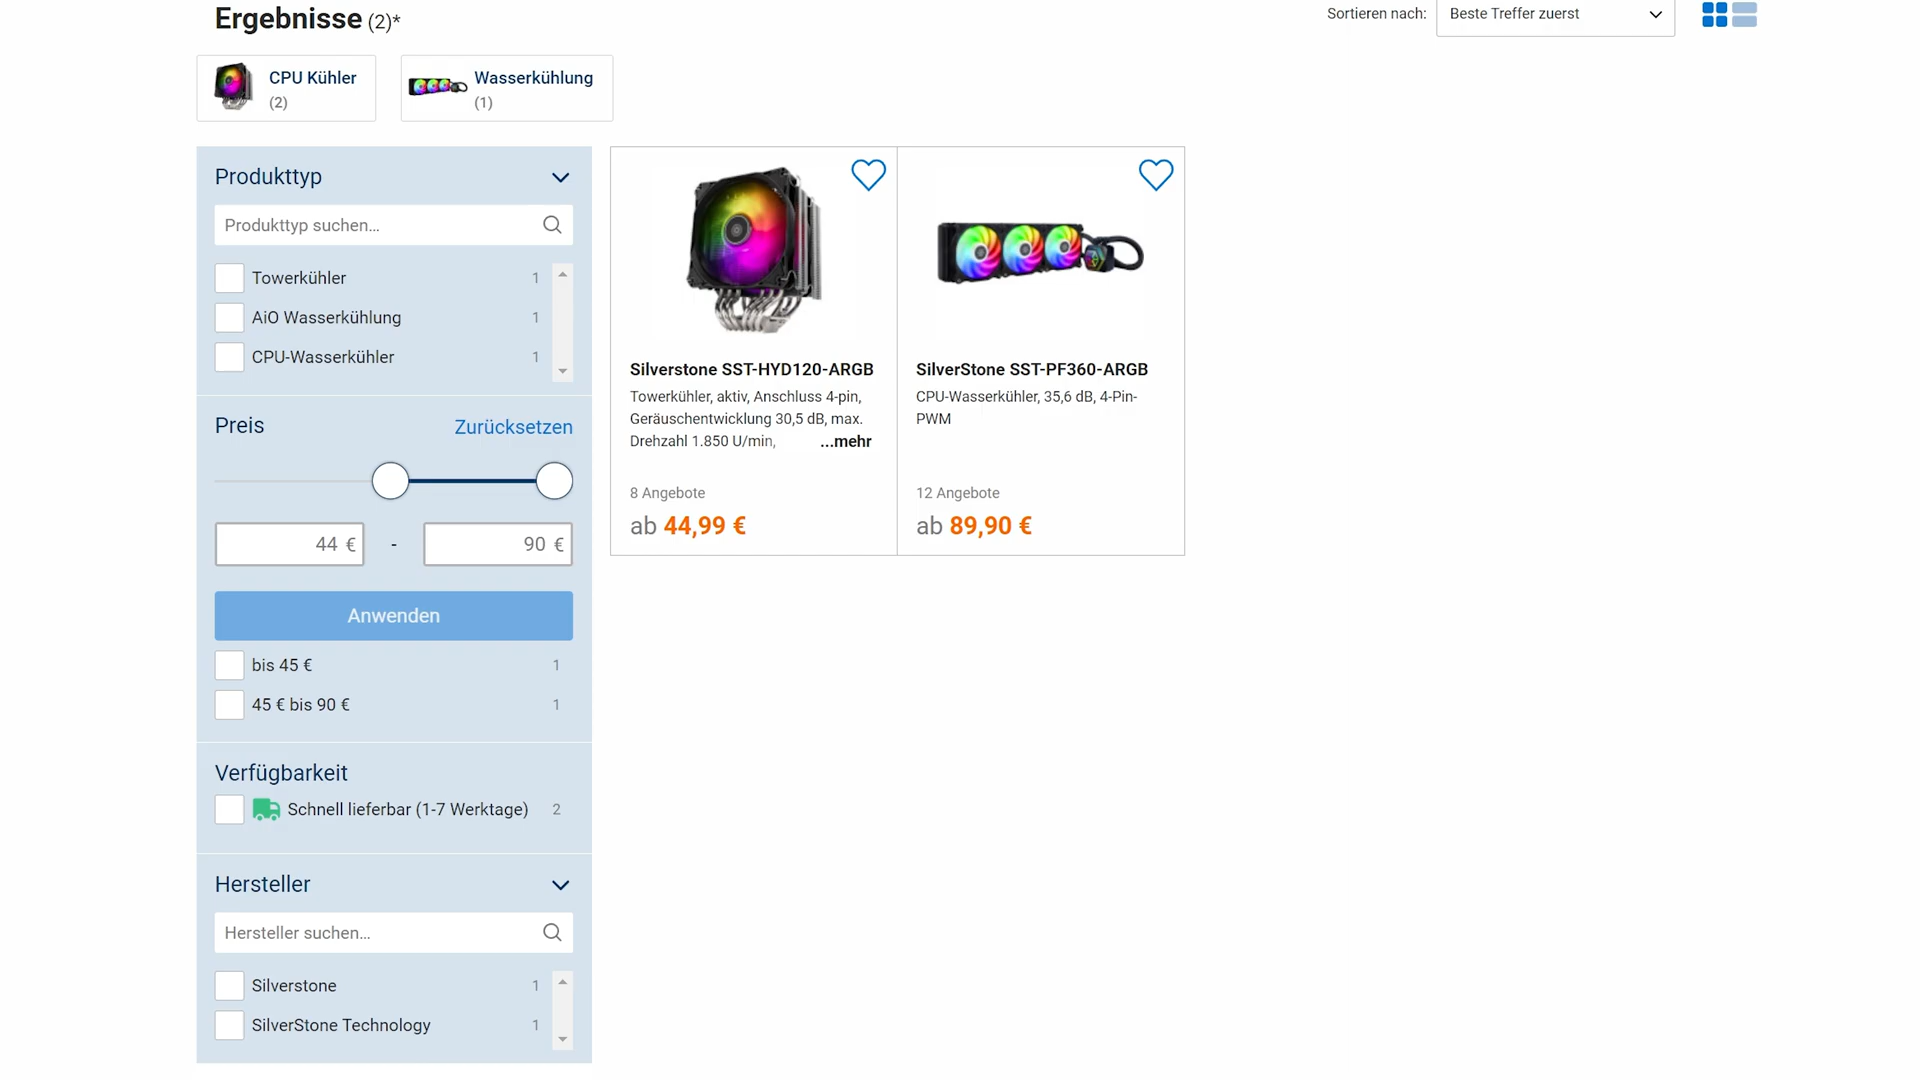 Ergebnisse (2)*
Sortieren nach:
Beste Treffer zuerst
CPU Kühler
(2)
Wasserkühlung
(1)
Produkttyp
Produkttyp suchen...
Towerkühler 1
AiO Wasserkühlung 1
CPU-Wasserkühler 1
Preis
Zurücksetzen
44 € - 90 €
Anwenden
bis 45 € 1
45 € bis 90 € 1
Verfügbarkeit
Schnell lieferbar (1-7 Werktage) 2
Hersteller
Hersteller suchen...
Silverstone 1
SilverStone Technology 1
Silverstone SST-HYD120-ARGB
Towerkühler, aktiv, Anschluss 4-pin,
Geräuschentwicklung 30,5 dB, max.
Drehzahl 1.850 U/min, ...mehr
8 Angebote
ab 44,99 €
SilverStone SST-PF360-ARGB
CPU-Wasserkühler, 35,6 dB, 4-Pin-
PWM
12 Angebote
ab 89,90 €